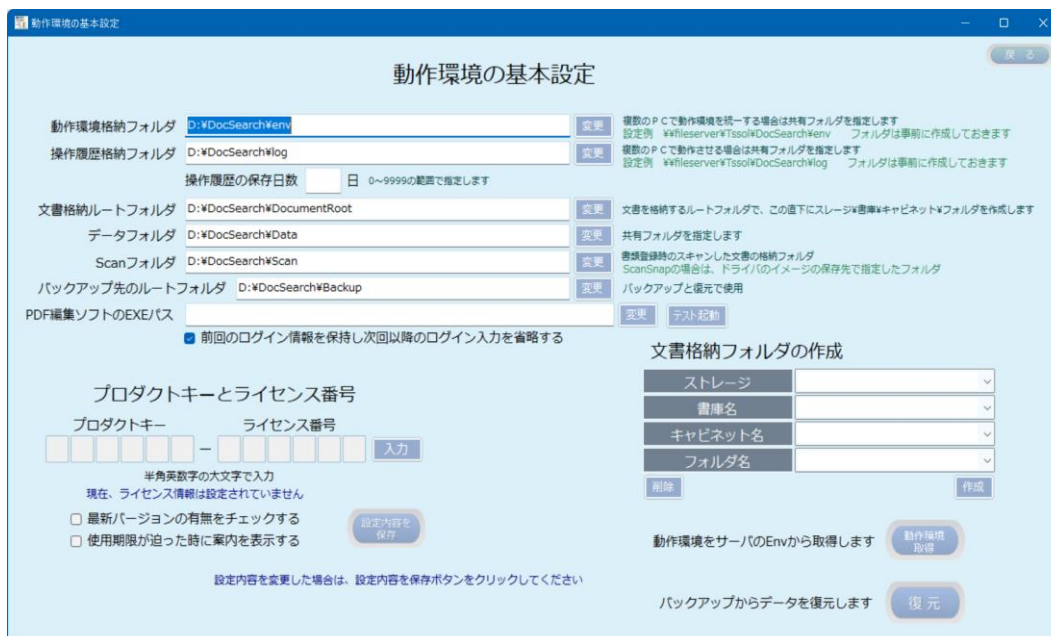 動作環境の基本設定
戻 る
動作環境の基本設定
動作環境格納フォルダ D:¥DocSearch¥env 変更 複数のＰＣで動作環境を統一する場合は共有フォルダを指定します
設定例 ¥¥fileserver¥Tssol¥DocSearch¥env フォルダは事前に作成しておきます
操作履歴格納フォルダ D:¥DocSearch¥log 変更 複数のＰＣで動作させる場合は共有フォルダを指定します
設定例 ¥¥fileserver¥Tssol¥DocSearch¥log フォルダは事前に作成しておきます
操作履歴の保存日数 日 0～9999の範囲で指定します
文書格納ルートフォルダ D:¥DocSearch¥DocumentRoot 変更 文書を格納するルートフォルダで、この直下にスレージ¥書庫¥キャビネット¥フォルダを作成します
データフォルダ D:¥DocSearch¥Data 変更 共有フォルダを指定します
Scanフォルダ D:¥DocSearch¥Scan 変更 書類登録時のスキャンした文書の格納フォルダ
ScanSnapの場合は、ドライバのイメージの保存先で指定したフォルダ
バックアップ先のルートフォルダ D:¥DocSearch¥Backup 変更 バックアップと復元で使用
PDF編集ソフトのEXEパス 変更 テスト起動
前回のログイン情報を保持し次回以降のログイン入力を省略する
プロダクトキーとライセンス番号
プロダクトキー ライセンス番号
－ 入力
半角英数字の大文字で入力
現在、ライセンス情報は設定されていません
最新バージョンの有無をチェックする
使用期限が迫った時に案内を表示する
設定内容を
保存
設定内容を変更した場合は、設定内容を保存ボタンをクリックしてください
文書格納フォルダの作成
ストレージ
書庫名
キャビネット名
フォルダ名
削除 作成
動作環境をサーバのEnvから取得します
動作環境
取得
バックアップからデータを復元します 復 元